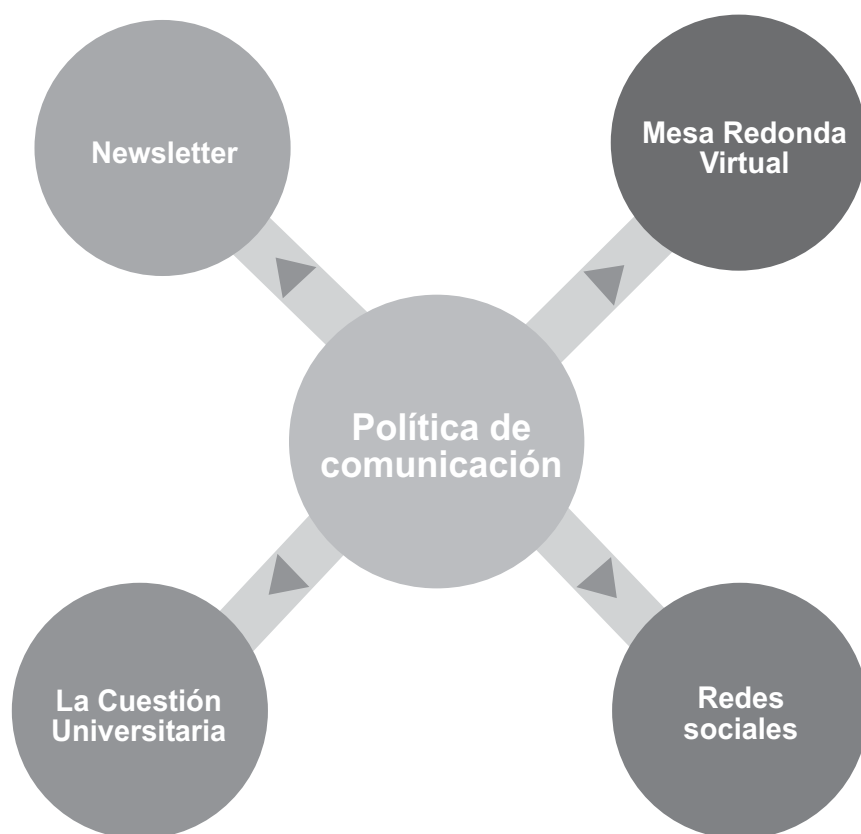 Newsletter
Mesa Redonda
Virtual
Política de
comunicación
La Cuestión
Universitaria
Redes
sociales